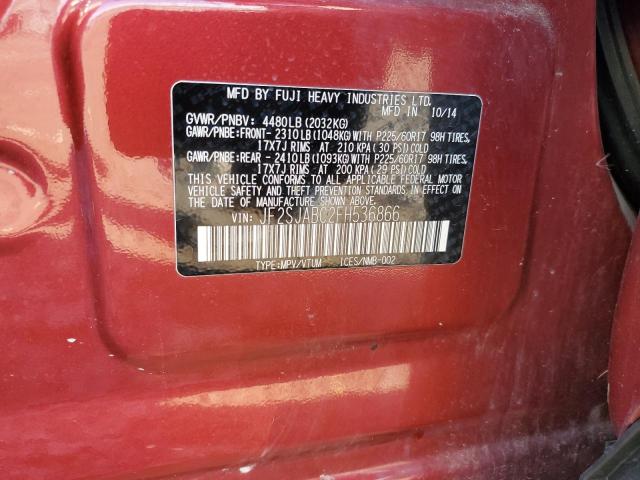 MFD BY FUJI HEAVY INDUSTRIES LTD.
MFD IN 10/14
GVWR/PNBV: 4480LB (2032KG)
GAWR/PNBE:FRONT- 2310LB (1048KG) WITH P225/60R17 98H TIRES,
17X7J RIMS AT 210 KPA (30 PSI) COLD
GAWR/PNBE:REAR - 2410LB (1093KG) WITH P225/60R17 98H TIRES,
17X7J RIMS AT 200 KPA (29 PSI) COLD
THIS VEHICLE CONFORMS TO ALL APPLICABLE FEDERAL MOTOR
VEHICLE SAFETY AND THEFT PREVENTION STANDARDS IN EFFECT ON
THE DATE OF MANUFACTURE SHOWN ABOVE.
VIN: JF2SJABC2FH536866
TYPE:MPV/VTUM ICES/NMB-002